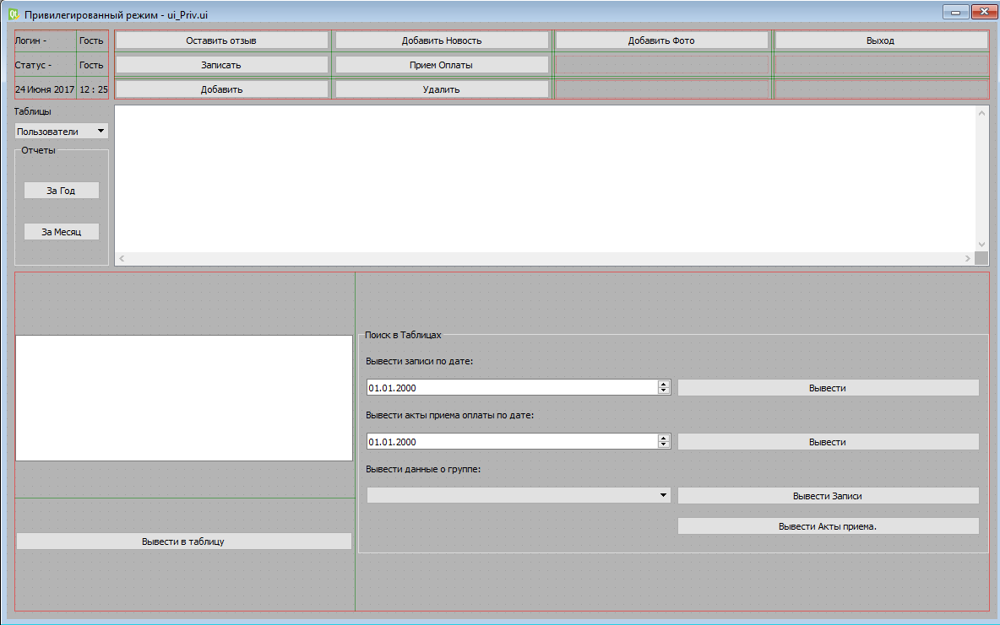 Привилегированный режим - ui_Priv.ui
Логин - Гость Оставить отзыв Добавить Новость Добавить Фото Выход
Статус - Гость Записать Прием Оплаты
24 Июня 2017 12 : 25 Добавить Удалить
Таблицы
Пользователи
Отчеты
За Год
За Месяц
Поиск в Таблицах
Вывести записи по дате:
01.01.2000 Вывести
Вывести акты приема оплаты по дате:
01.01.2000 Вывести
Вывести данные о группе:
Вывести Записи
Вывести Акты приема.
Вывести в таблицу